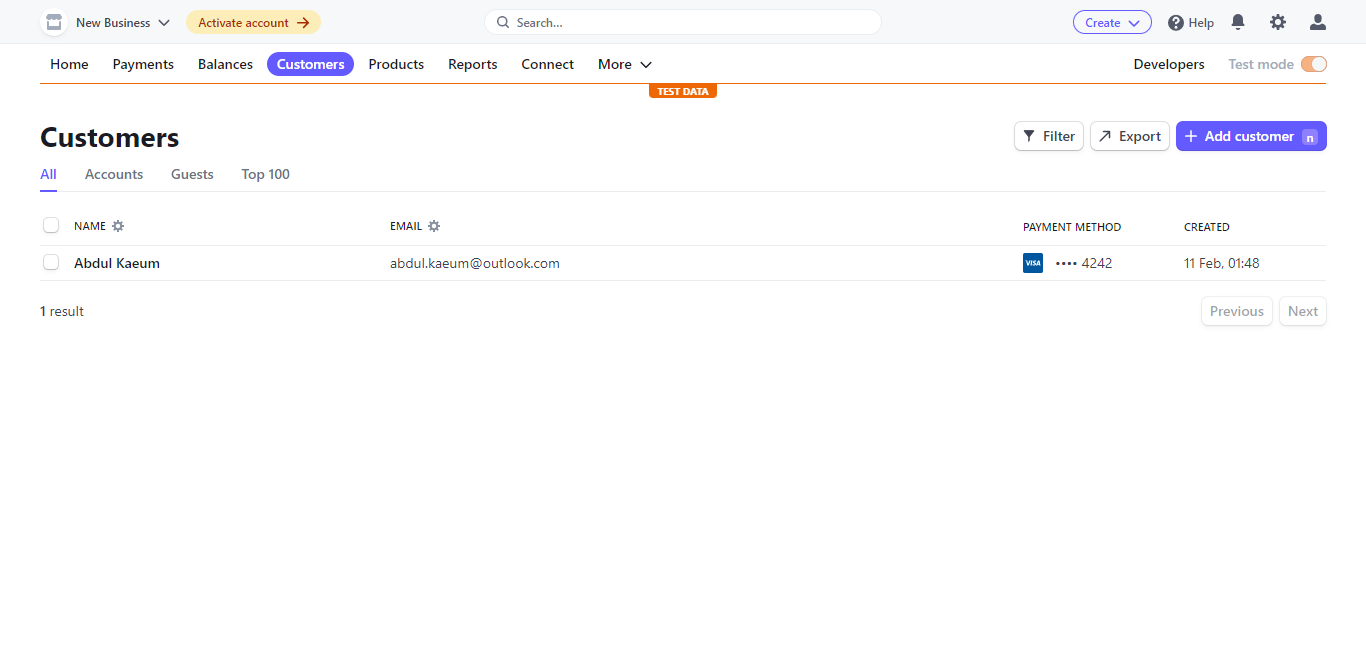 New Business Activate account → Search... Create Help
Home Payments Balances Customers Products Reports Connect More Developers Test mode
TEST DATA
Customers Filter Export + Add customer n
All Accounts Guests Top 100
NAME EMAIL PAYMENT METHOD CREATED
Abdul Kaeum abdul.kaeum@outlook.com VISA •••• 4242 11 Feb, 01:48
1 result Previous Next